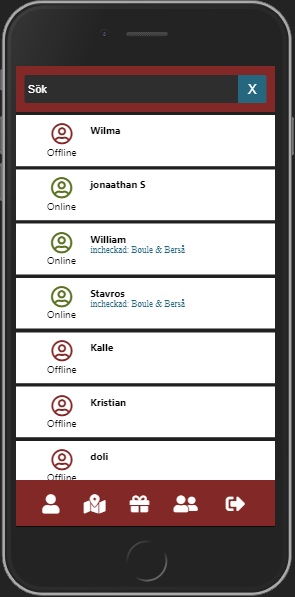 Sök
X
Wilma
Offline
jonaathan S
Online
William
incheckad: Boule & Berså
Online
Stavros
incheckad: Boule & Berså
Online
Kalle
Offline
Kristian
Offline
doli
Offline